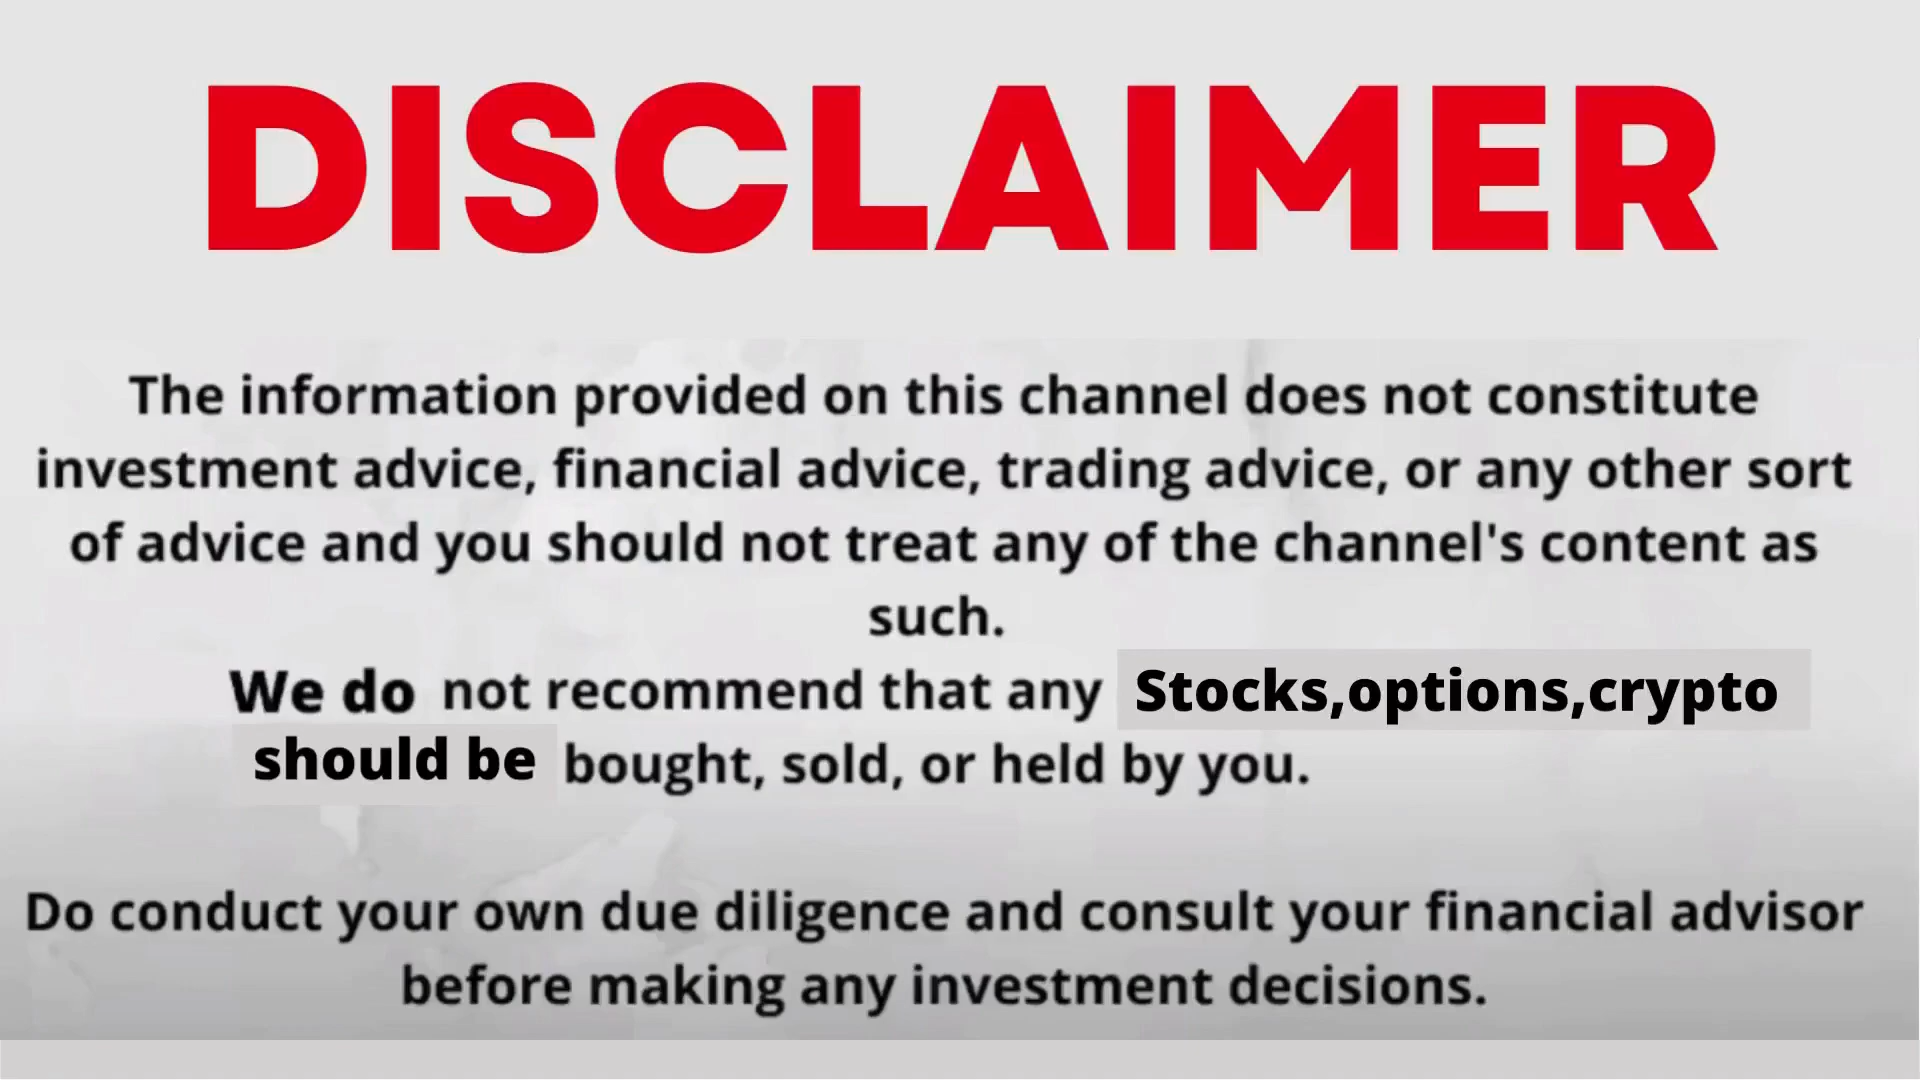 DISCLAIMER
The information provided on this channel does not constitute
investment advice, financial advice, trading advice, or any other sort
of advice and you should not treat any of the channel's content as
such.
We do not recommend that any Stocks,options,crypto
should be bought, sold, or held by you.
Do conduct your own due diligence and consult your financial advisor
before making any investment decisions.